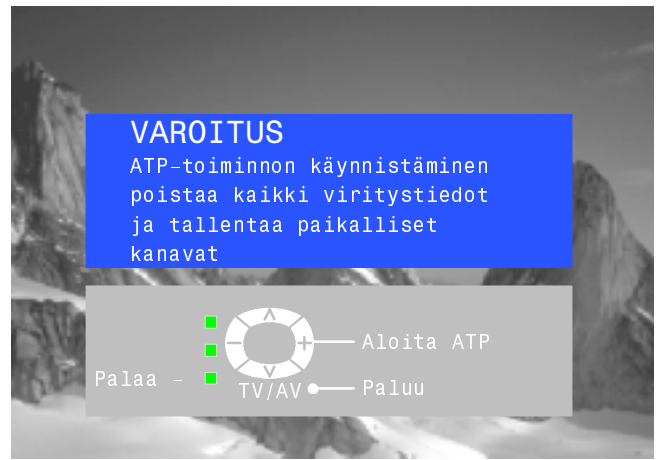 VAROITUS
ATP-toiminnon käynnistäminen
poistaa kaikki viritystiedot
ja tallentaa paikalliset
kanavat
Aloita ATP
Palaa -
TV/AV Paluu